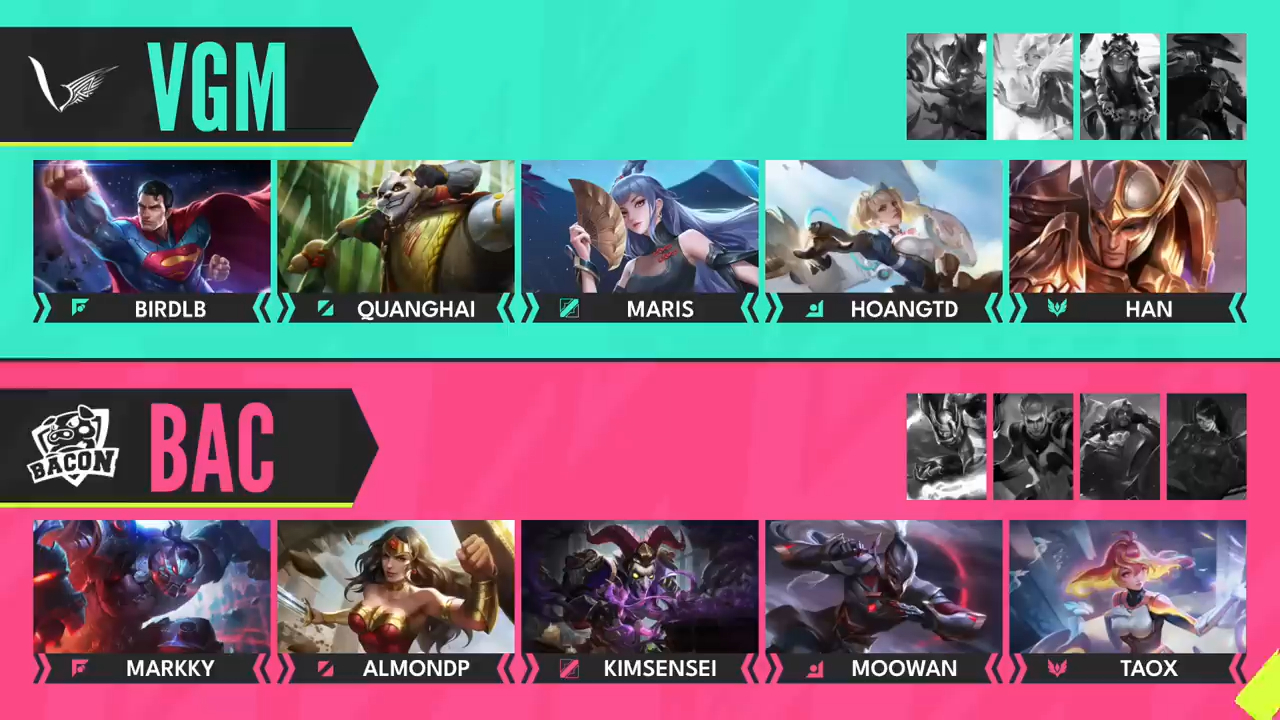 VGM
BIRDLB
QUANGHAI
MARIS
HOANGTD
HAN
BACON
BAC
MARKKY
ALMONDP
KIMSENSEI
MOOWAN
TAOX